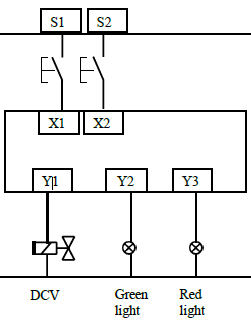 S1 S2
X1 X2
Y1 Y2 Y3
DCV Green light Red light